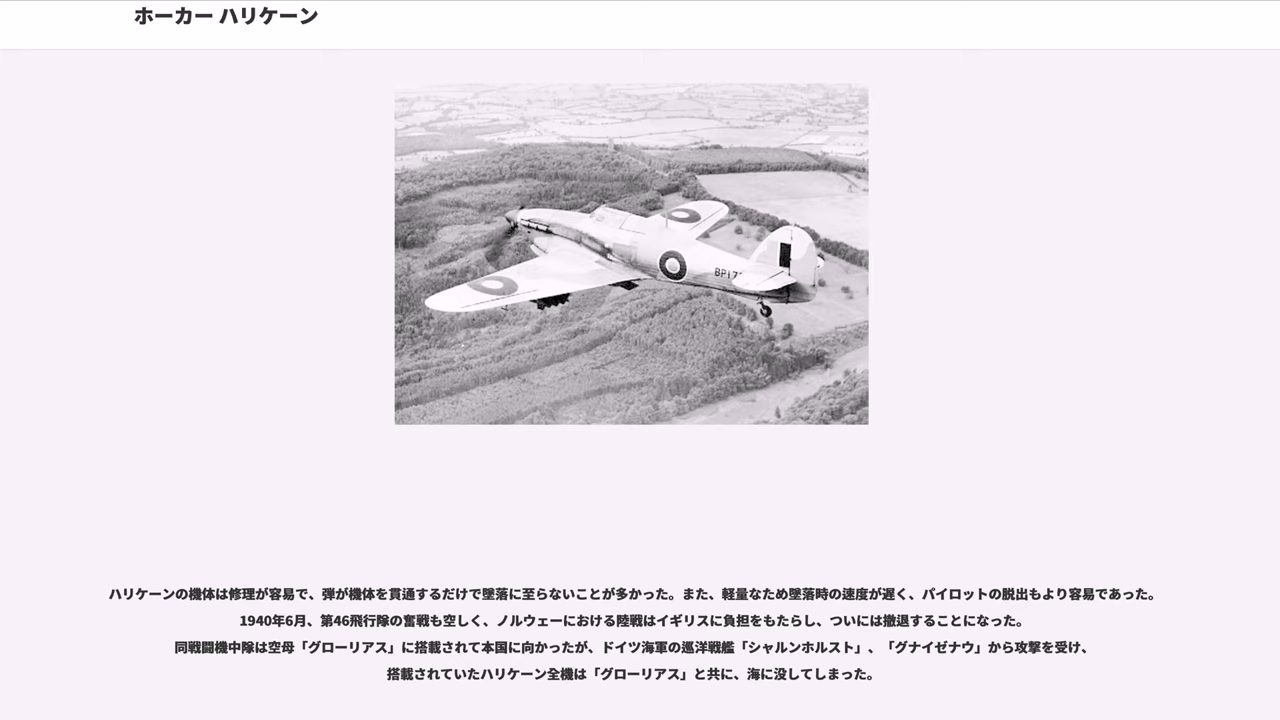 ホーカー ハリケーン
BP17
ハリケーンの機体は修理が容易で、弾が機体を貫通するだけで墜落に至らないことが多かった。また、軽量なため墜落時の速度が遅く、パイロットの脱出もより容易であった。
1940年6月、第46飛行隊の奮戦も空しく、ノルウェーにおける陸戦はイギリスに負担をもたらし、ついには撤退することになった。
同戦闘機中隊は空母「グローリアス」に搭載されて本国に向かったが、ドイツ海軍の巡洋戦艦「シャルンホルスト」、「グナイゼナウ」から攻撃を受け、
搭載されていたハリケーン全機は「グローリアス」と共に、海に没してしまった。